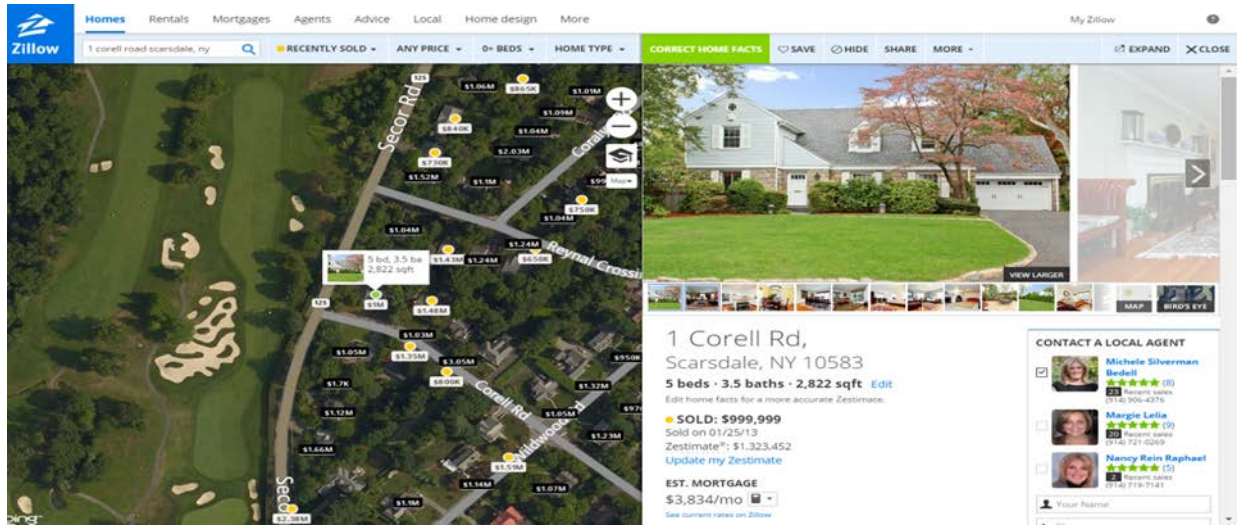 Homes Rentals Mortgages Agents Advice Local Home design More My Zillow ?
Zillow
1 corell road scarsdale, ny
RECENTLY SOLD
ANY PRICE
0+ BEDS
HOME TYPE
CORRECT HOME FACTS
SAVE
HIDE
SHARE
MORE
EXPAND
CLOSE
125
$1.06M
$865K
$1.01M
Secor Rd
$1.09M
$840K
$1.04M
$730K
$2.03M
$1.52M
$1.1M
Map
$750K
$1.04M
$1.04M
$1.24M
Reynal Crossi
$1.43M
$1.24M
$650K
5 bd, 3.5 ba
2,822 sqft
125
$1M
$1.48M
$1.03M
$1.05M
$1.35M
$3.05M
$950K
$1.7K
$800K
Corell Rd
$1.32M
$1.12M
$1.05M
Wildwood
$1.23M
$1.66M
$1.51M
$1.14M
$1.07M
$1.1M
Seco
$2.38M
bing
VIEW LARGER
MAP
BIRD'S EYE
1 Corell Rd,
Scarsdale, NY 10583
5 beds · 3.5 baths · 2,822 sqft Edit
Edit home facts for a more accurate Zestimate.
SOLD: $999,999
Sold on 01/25/13
Zestimate®: $1,323,452
Update my Zestimate
EST. MORTGAGE
$3,834/mo
See current rates on Zillow
CONTACT A LOCAL AGENT
Michele Silverman
Bedell
(8)
23 Recent sales
(914) 906-4376
Margie Lelia
(9)
20 Recent sales
(914) 721-0269
Nancy Rein Raphael
(5)
2 Recent sales
(914) 719-7141
Your Name